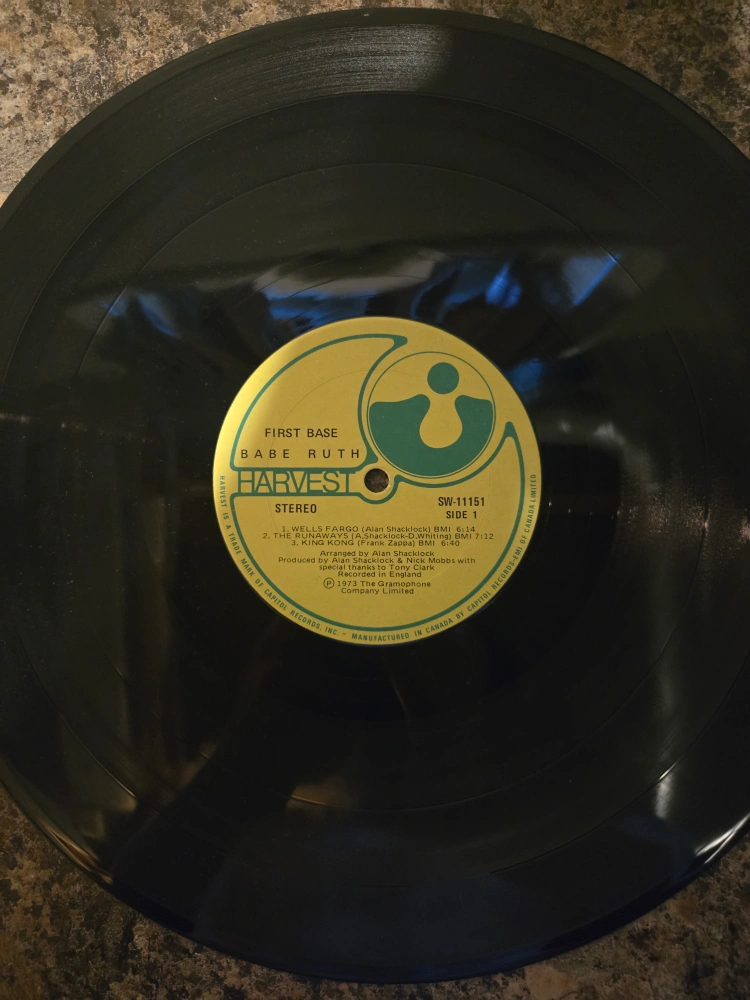 FIRST BASE
BABE RUTH
HARVEST
STEREO
SW-11151
SIDE 1
1. WELLS FARGO (Alan Shacklock) BMI 6:14
2. THE RUNAWAYS (A.Shacklock-D.Whiting) BMI 7:12
3. KING KONG (Frank Zappa) BMI 6:40
Arranged by Alan Shacklock
Produced by Alan Shacklock & Nick Mobbs with
special thanks to Tony Clark
Recorded in England
Ⓟ 1973 The Gramophone
Company Limited
HARVEST IS A TRADE MARK OF CAPITOL RECORDS, INC. – MANUFACTURED IN CANADA BY CAPITOL RECORDS-EMI OF CANADA LIMITED